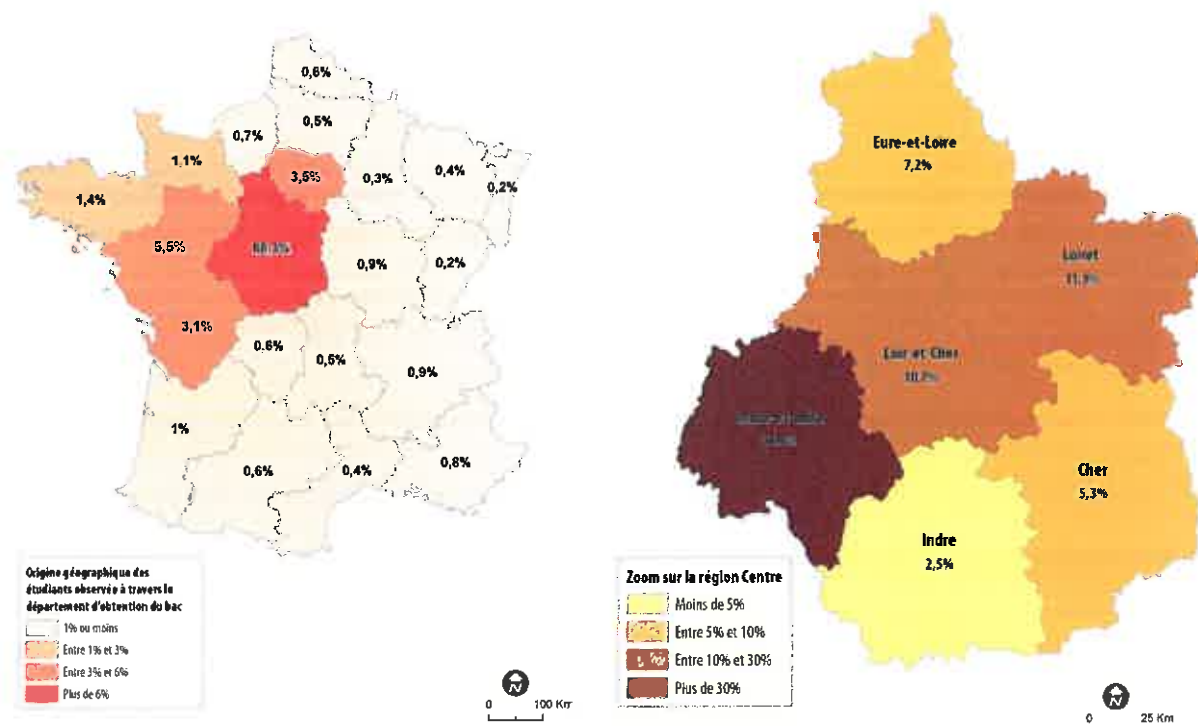 0,6%
0,7%
0,5%
1,1%
3,5%
0,3%
0,4%
0,2%
1,4%
5,5%
0,9%
0,2%
3,1%
0,6%
0,9%
1%
0,6%
0,4%
0,8%
Origine géographique des
étudiants observée à travers le
département d'obtention du bac
1% ou moins
Entre 1% et 3%
Entre 3% et 6%
Plus de 6%
N
0 100 Km
Eure-et-Loire
7,2%
Loiret
Loir et Cher
Cher
5,3%
Indre
2,5%
Zoom sur la région Centre
Moins de 5%
Entre 5% et 10%
Entre 10% et 30%
Plus de 30%
N
0 25 Km